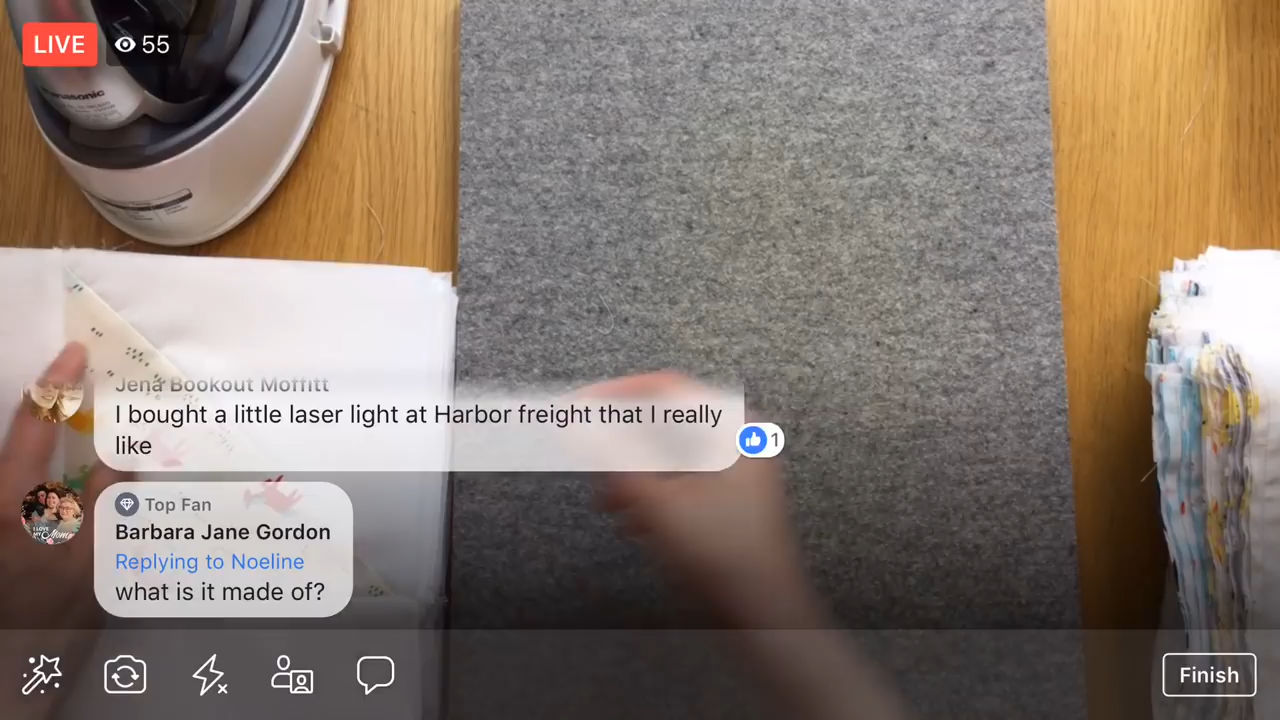 LIVE 55
Panasonic
Jena Bookout Moffitt
I bought a little laser light at Harbor freight that I really
like
1
Top Fan
Barbara Jane Gordon
Replying to Noeline
what is it made of?
Finish